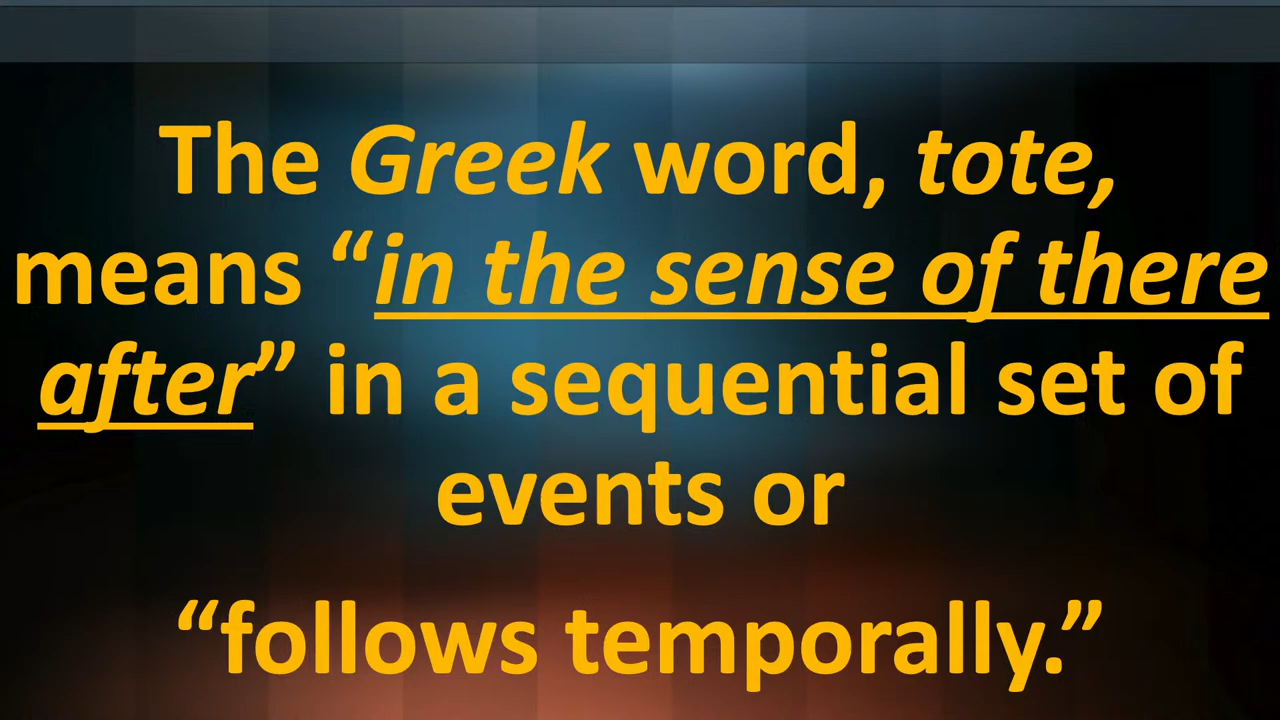 The Greek word, tote,
means “in the sense of there
after” in a sequential set of
events or
“follows temporally.”